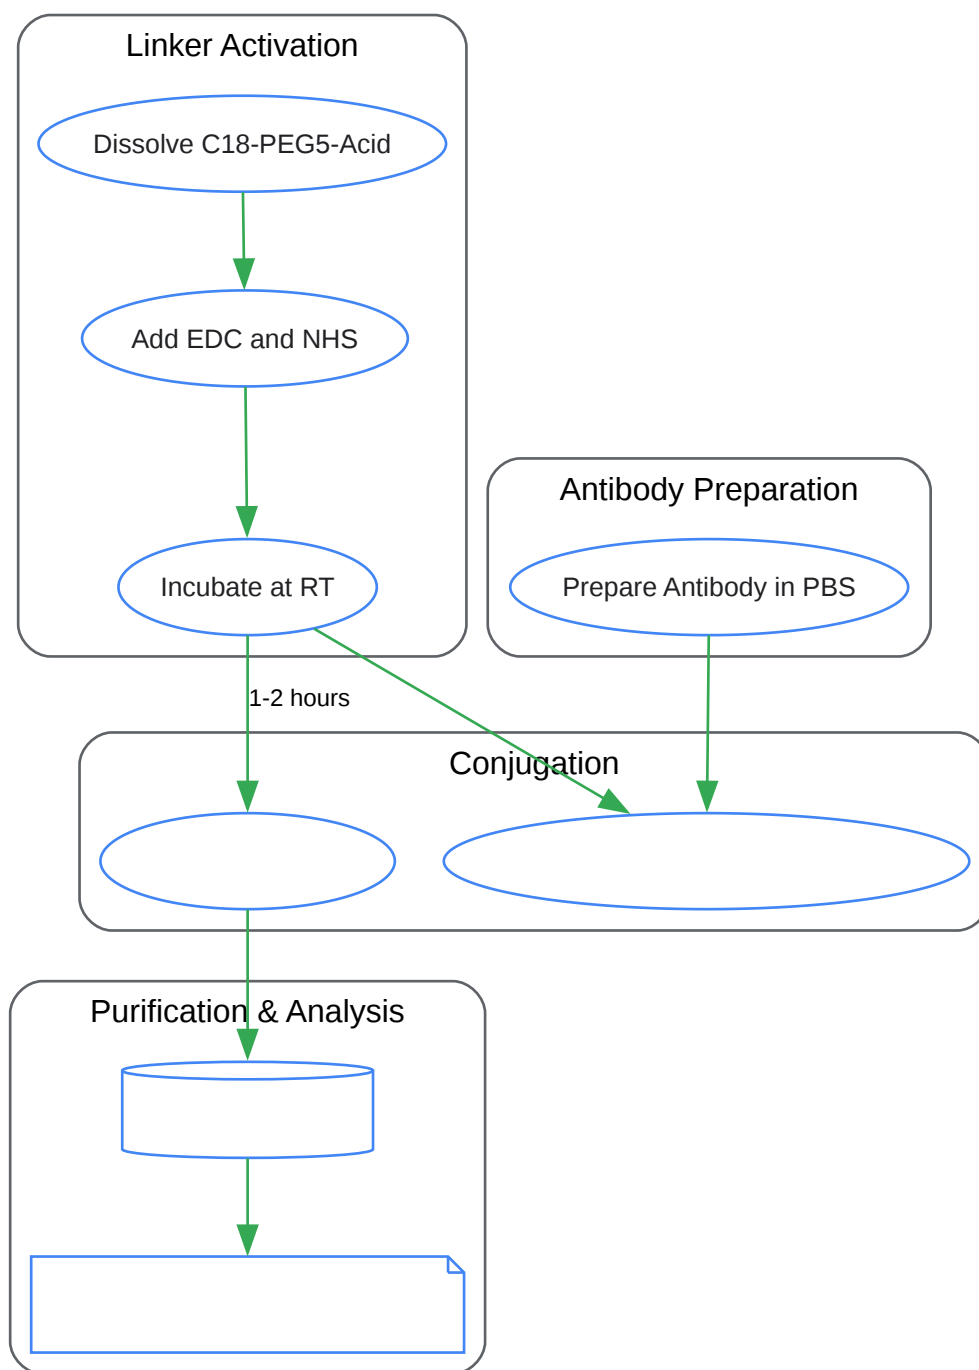 Linker Activation
Dissolve C18-PEG5-Acid
Add EDC and NHS
Antibody Preparation
Incubate at RT
Prepare Antibody in PBS
1-2 hours
Conjugation
Purification & Analysis